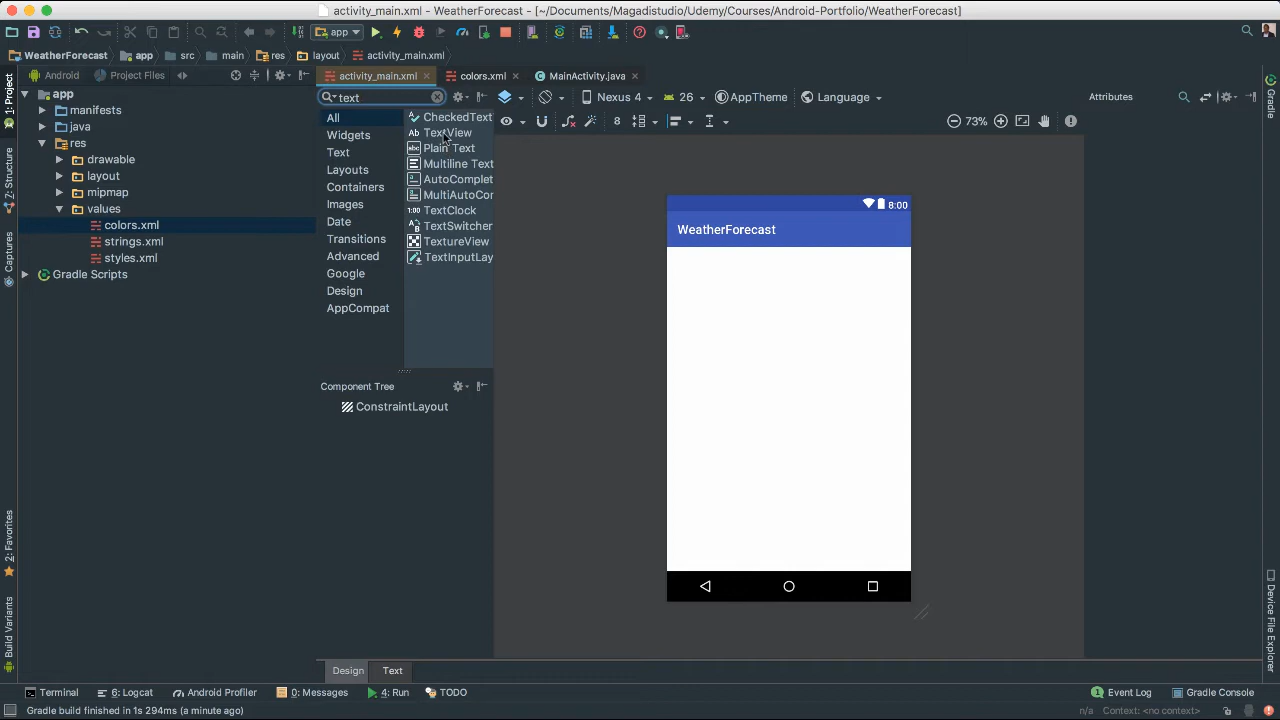 activity_main.xml - WeatherForecast - [~/Documents/Magadistudio/Udemy/Courses/Android-Portfolio/WeatherForecast]
app
WeatherForecast app src main res layout activity_main.xml
Android Project Files
activity_main.xml colors.xml MainActivity.java
1: Project
Z: Structure
Captures
2: Favorites
Build Variants
app
manifests
java
res
drawable
layout
mipmap
values
colors.xml
strings.xml
styles.xml
Gradle Scripts
text
All
Widgets
Text
Layouts
Containers
Images
Date
Transitions
Advanced
Google
Design
AppCompat
CheckedText
Ab TextView
abc Plain Text
Multiline Text
AutoComplet
MultiAutoCor
1:00 TextClock
TextSwitcher
TextureView
TextInputLay
Component Tree
ConstraintLayout
Nexus 4 26 AppTheme Language
8 73%
Attributes
8:00
WeatherForecast
Design Text
Device File Explorer
Terminal 6: Logcat Android Profiler 0: Messages 4: Run TODO Event Log Gradle Console
Gradle build finished in 1s 294ms (a minute ago) n/a Context: <no context>